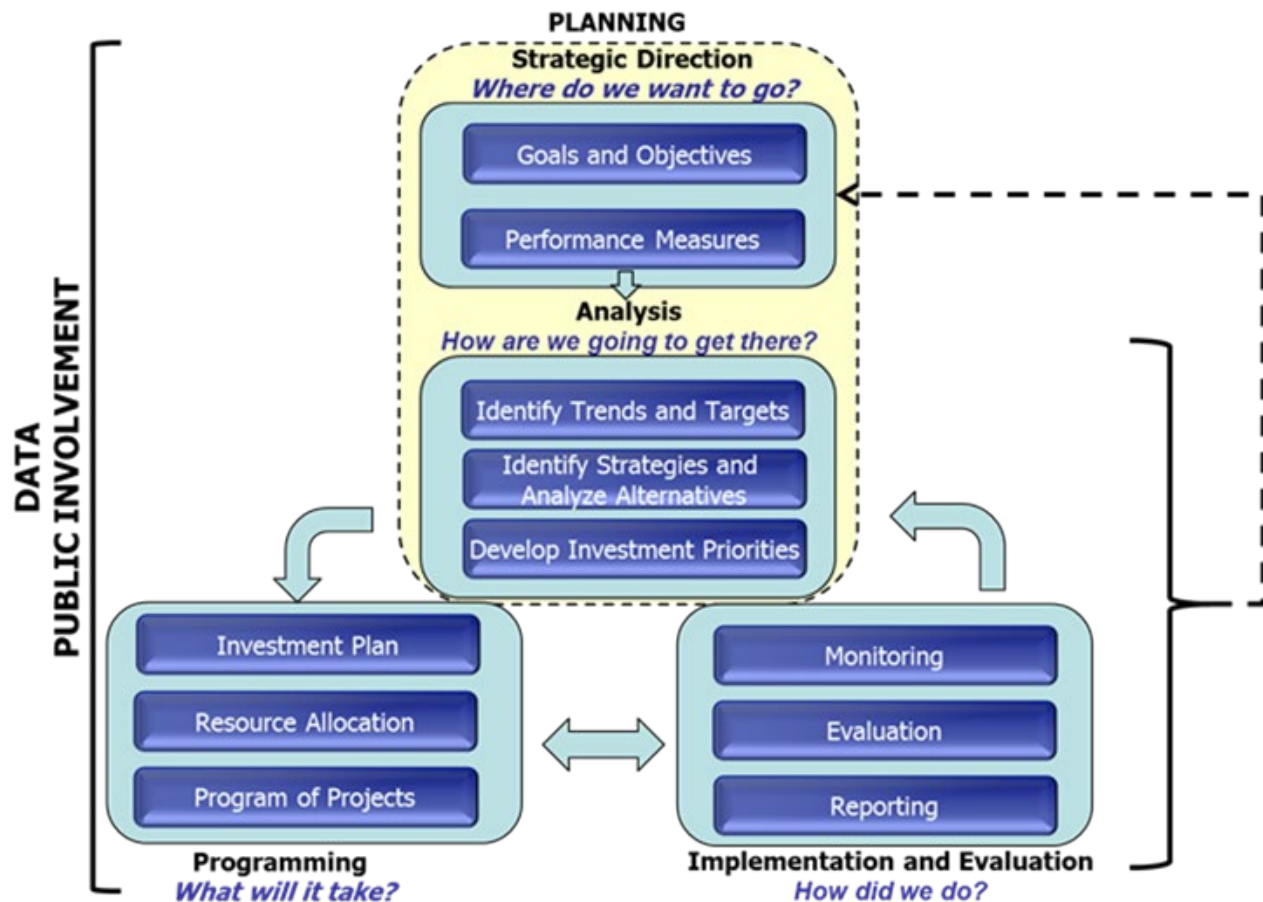 PLANNING
Strategic Direction
Where do we want to go?
Goals and Objectives
Performance Measures
Analysis
How are we going to get there?
Identify Trends and Targets
Identify Strategies and
Analyze Alternatives
Develop Investment Priorities
DATA
PUBLIC INVOLVEMENT
Investment Plan
Resource Allocation
Program of Projects
Programming
What will it take?
Monitoring
Evaluation
Reporting
Implementation and Evaluation
How did we do?